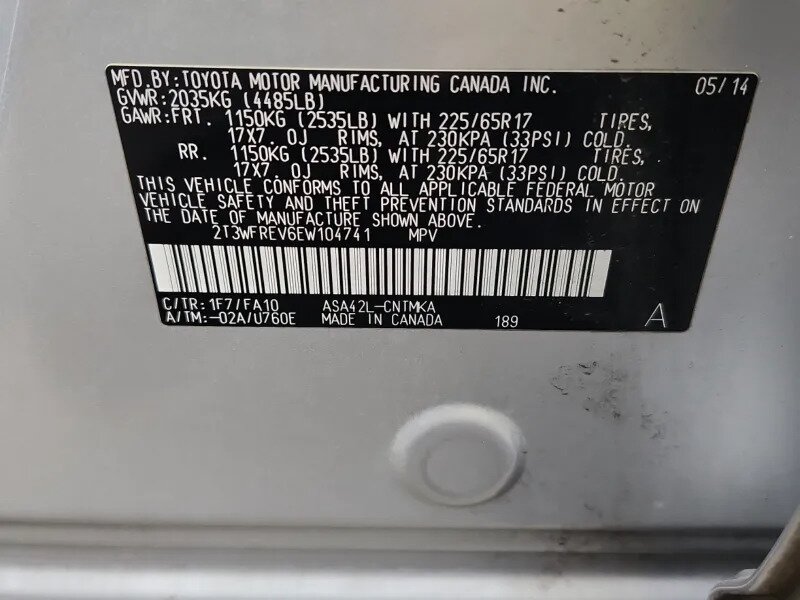 MFD.BY:TOYOTA MOTOR MANUFACTURING CANADA INC. 05/14
GVWR:2035KG (4485LB)
GAWR:FRT. 1150KG (2535LB) WITH 225/65R17 TIRES,
17X7.0J RIMS, AT 230KPA (33PSI) COLD.
RR. 1150KG (2535LB) WITH 225/65R17 TIRES,
17X7.0J RIMS, AT 230KPA (33PSI) COLD.
THIS VEHICLE CONFORMS TO ALL APPLICABLE FEDERAL MOTOR
VEHICLE SAFETY AND THEFT PREVENTION STANDARDS IN EFFECT ON
THE DATE OF MANUFACTURE SHOWN ABOVE.
2T3WFREV6EW104741 MPV
C/TR:1F7/FA10 ASA42L-CNTMKA
A/TM:-02A/U760E MADE IN CANADA 189 A